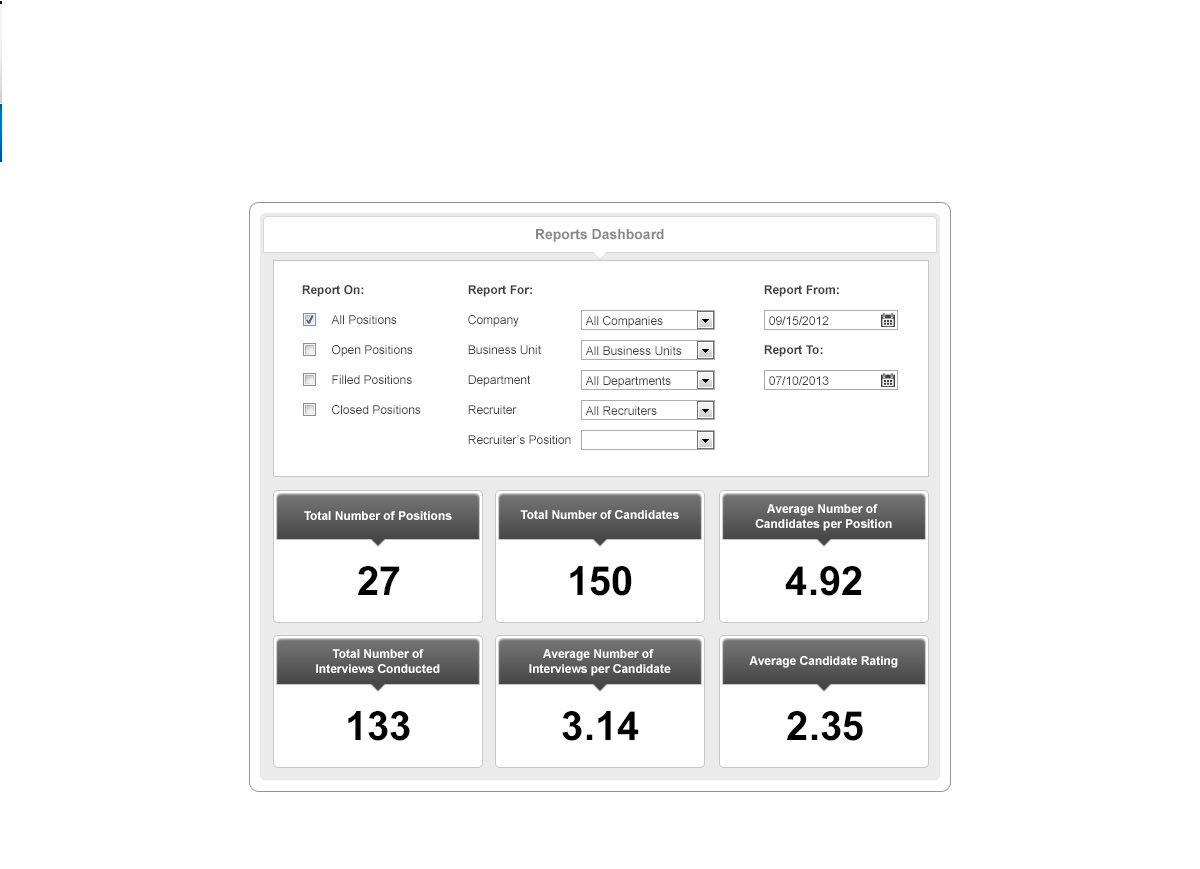 Reports Dashboard
Report On:
All Positions
Open Positions
Filled Positions
Closed Positions
Report For:
Company All Companies
Business Unit All Business Units
Department All Departments
Recruiter All Recruiters
Recruiter's Position
Report From:
09/15/2012
Report To:
07/10/2013
Total Number of Positions
27
Total Number of Candidates
150
Average Number of
Candidates per Position
4.92
Total Number of
Interviews Conducted
133
Average Number of
Interviews per Candidate
3.14
Average Candidate Rating
2.35